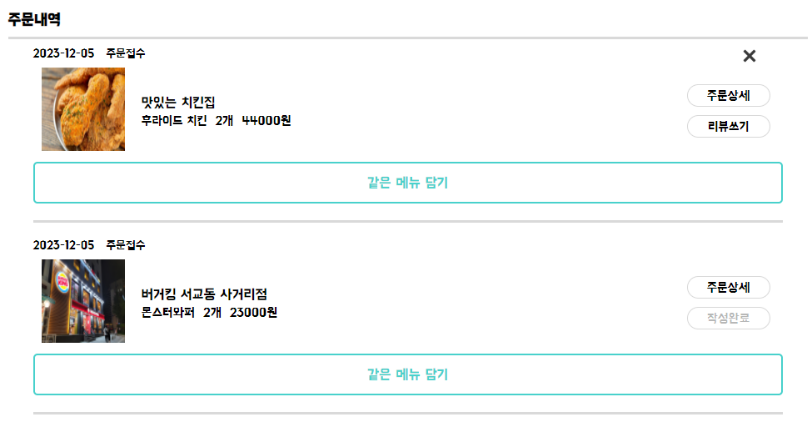 주문내역
2023-12-05 주문접수
맛있는 치킨집
후라이드 치킨 2개 44000원
주문상세
리뷰쓰기
같은 메뉴 담기
2023-12-05 주문접수
버거킹 서교동 사거리점
몬스터와퍼 2개 23000원
주문상세
작성완료
같은 메뉴 담기